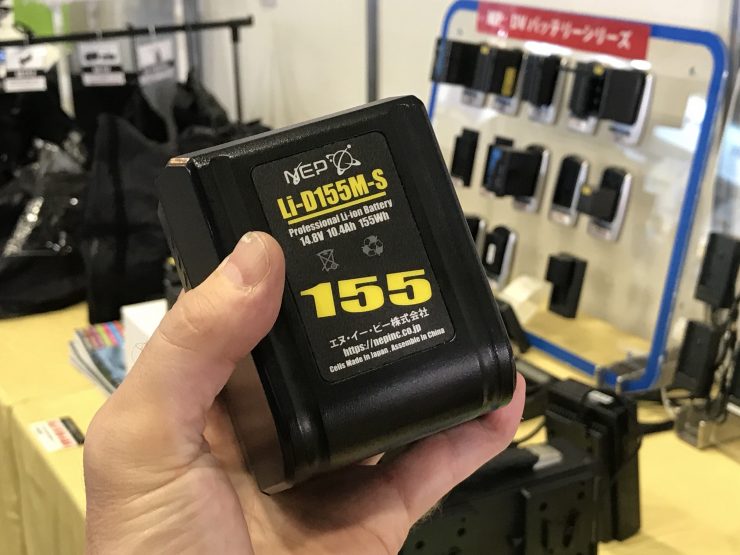 NP・DVバッテリーシリーズ
NEP
Li-D155M-S
Professional Li-ion Battery
14.8V 10.4Ah 155Wh
155
エヌ・イー・ピー株式会社
https://nepinc.co.jp
Cells Made in Japan , Assemble in China